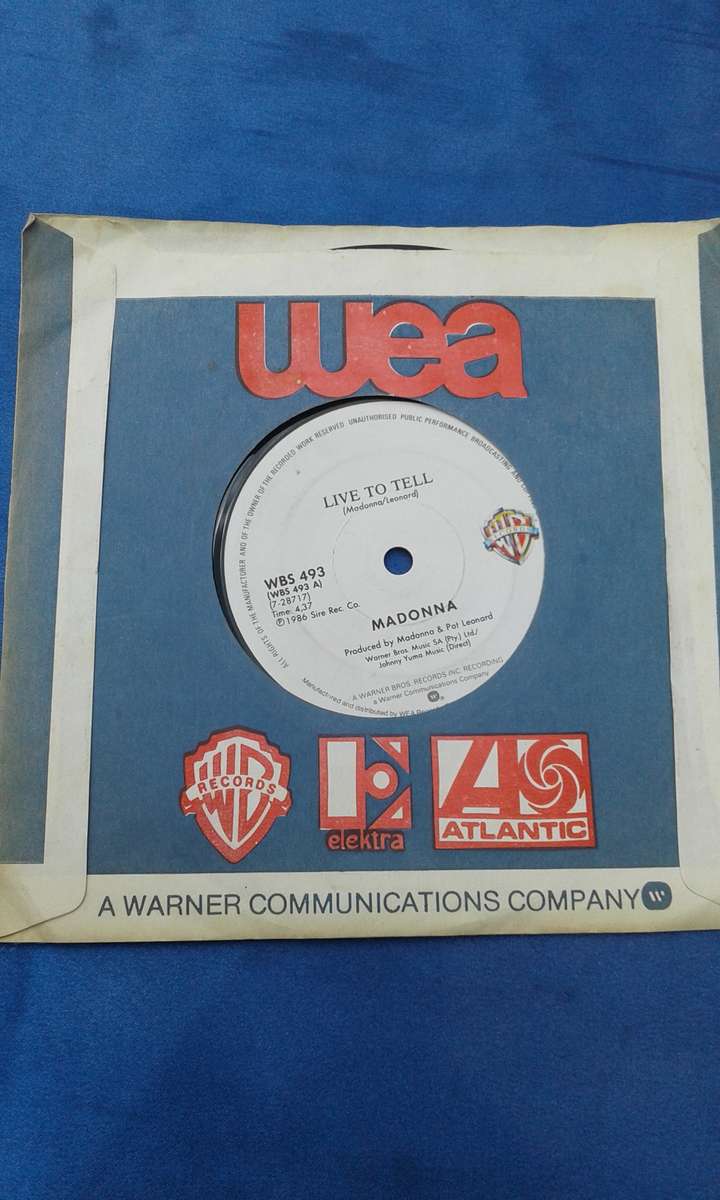 wea
ALL RIGHTS OF THE MANUFACTURER AND OF THE OWNER OF THE RECORDED WORK RESERVED. UNAUTHORISED PUBLIC PERFORMANCE BROADCASTING AND
LIVE TO TELL
(Madonna/Leonard)
WBS 493
(WBS 493 A)
(7-28717)
Time: 4,37
℗1986 Sire Rec. Co.
MADONNA
Produced by Madonna & Pat Leonard
Warner Bros. Music SA (Pty.) Ltd./
Johnny Yuma Music (Direct)
A WARNER BROS. RECORDS INC. RECORDING
a Warner Communications Company
Manufactured and distributed by WEA
WB RECORDS
elektra
ATLANTIC
A WARNER COMMUNICATIONS COMPANY